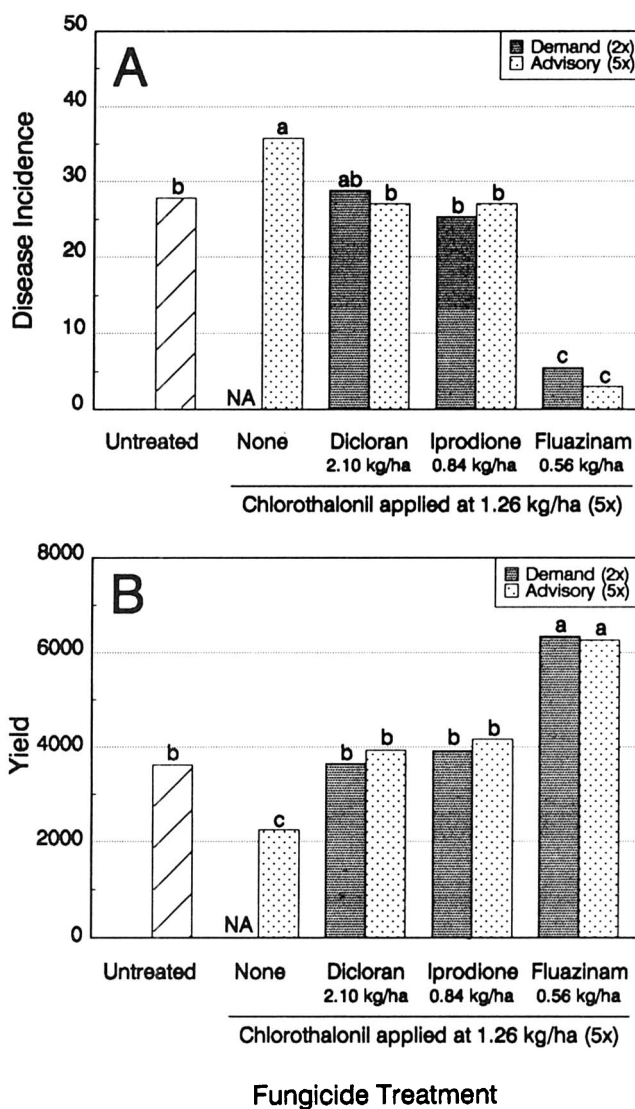 50
A
Demand (2x)
Advisory (5x)
40
a
30
b
ab
b
b
b
Disease Incidence
20
10
c
c
0
NA
Untreated None Dicloran Iprodione Fluazinam
2.10 kg/ha 0.84 kg/ha 0.56 kg/ha
Chlorothalonil applied at 1.26 kg/ha (5x)
8000
B
Demand (2x)
Advisory (5x)
a a
6000
Yield
4000
b
b
b
b
b
c
2000
NA
0
Untreated None Dicloran Iprodione Fluazinam
2.10 kg/ha 0.84 kg/ha 0.56 kg/ha
Chlorothalonil applied at 1.26 kg/ha (5x)
Fungicide Treatment